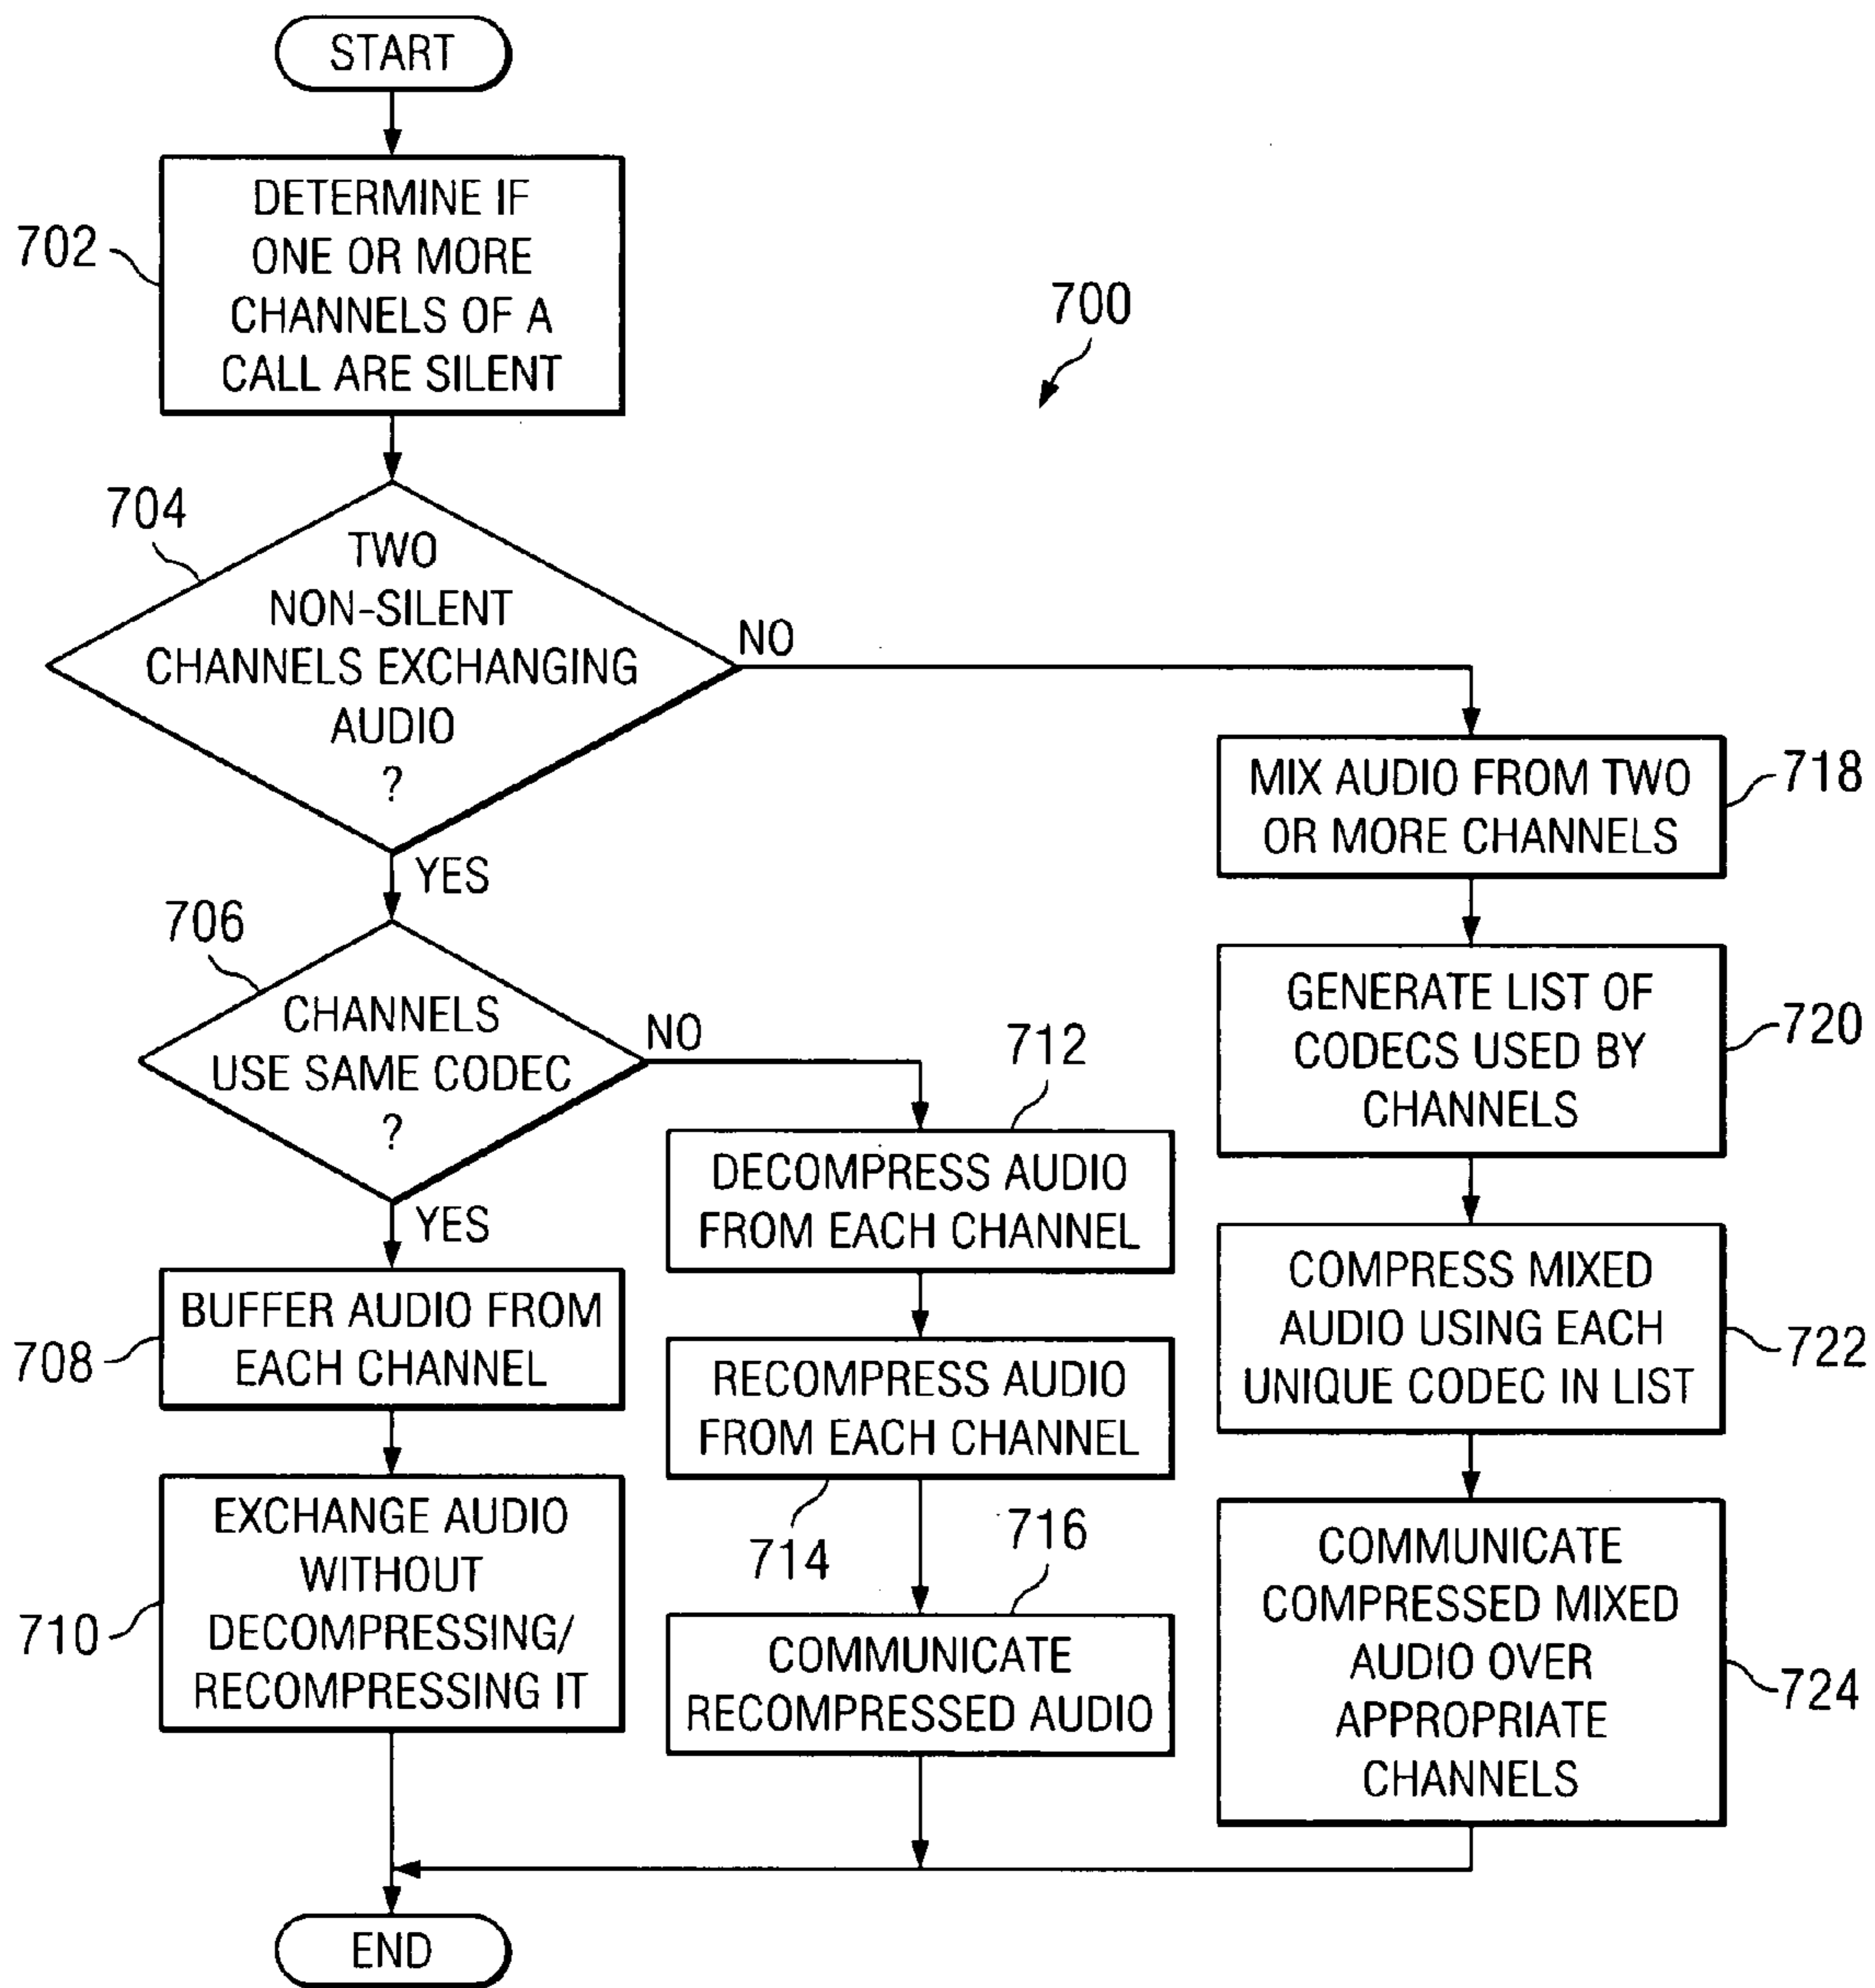 START
702
DETERMINE IF
ONE OR MORE
CHANNELS OF A
CALL ARE SILENT
700
704
TWO
NON-SILENT
CHANNELS EXCHANGING
AUDIO
?
NO
YES
706
CHANNELS
USE SAME CODEC
?
NO
YES
708
BUFFER AUDIO FROM
EACH CHANNEL
710
EXCHANGE AUDIO
WITHOUT
DECOMPRESSING/
RECOMPRESSING IT
712
DECOMPRESS AUDIO
FROM EACH CHANNEL
RECOMPRESS AUDIO
FROM EACH CHANNEL
714
716
COMMUNICATE
RECOMPRESSED AUDIO
MIX AUDIO FROM TWO
OR MORE CHANNELS
718
GENERATE LIST OF
CODECS USED BY
CHANNELS
720
COMPRESS MIXED
AUDIO USING EACH
UNIQUE CODEC IN LIST
722
COMMUNICATE
COMPRESSED MIXED
AUDIO OVER
APPROPRIATE
CHANNELS
724
END